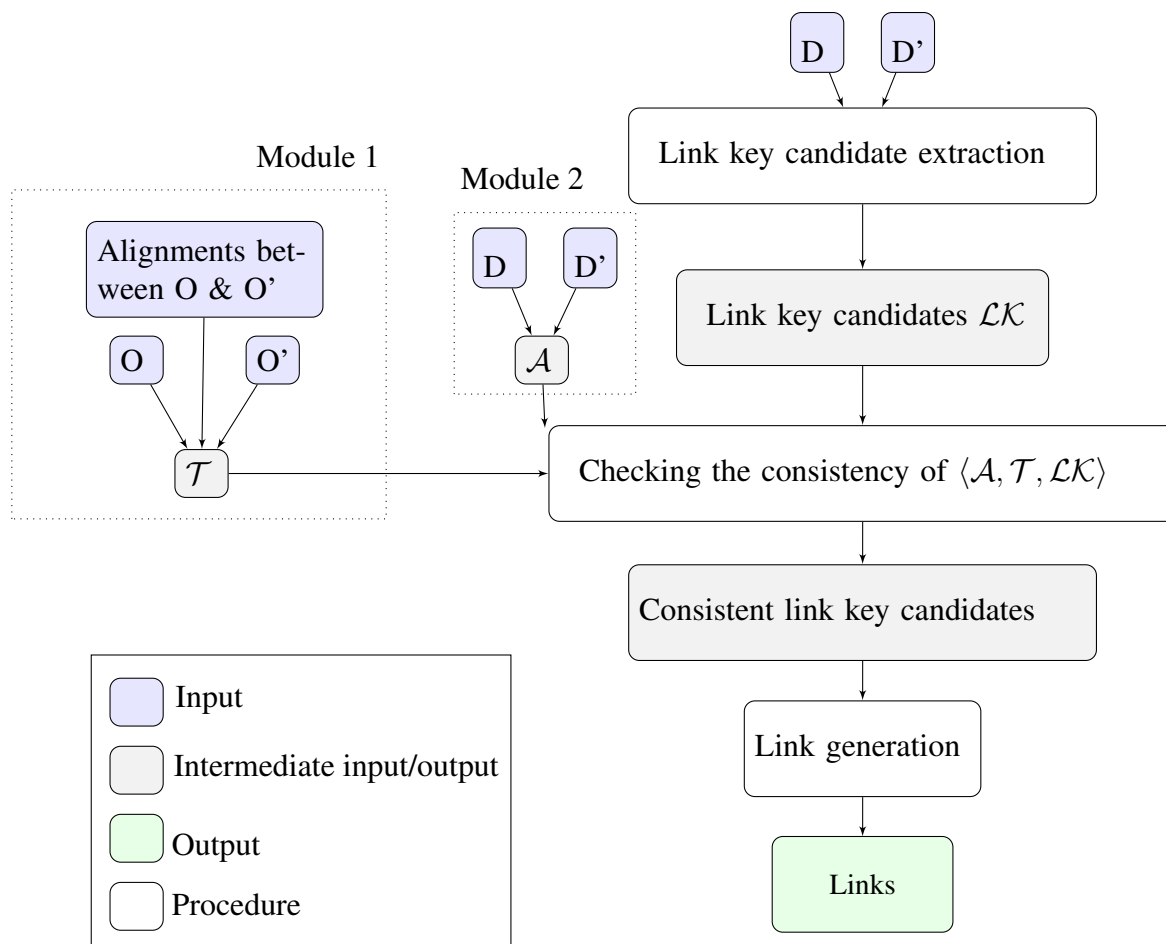 D D’
Link key candidate extraction
Module 1
Module 2
Alignments bet-
ween O & O’
D D’
Link key candidates ℒ𝒦
O O’
𝒜
𝒯
Checking the consistency of ⟨𝒜, 𝒯, ℒ𝒦⟩
Consistent link key candidates
Input
Intermediate input/output
Output
Procedure
Link generation
Links